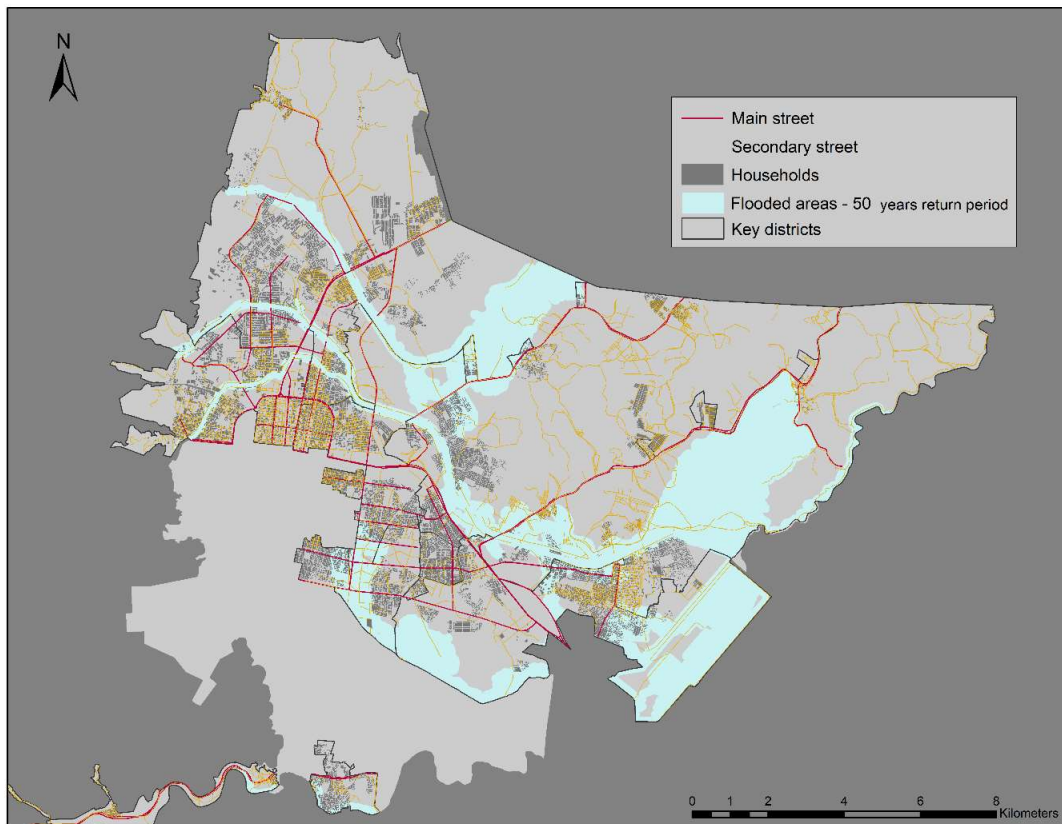 N
Main street
Secondary street
Households
Flooded areas - 50 years return period
Key districts
0 1 2 4 6 8
Kilometers